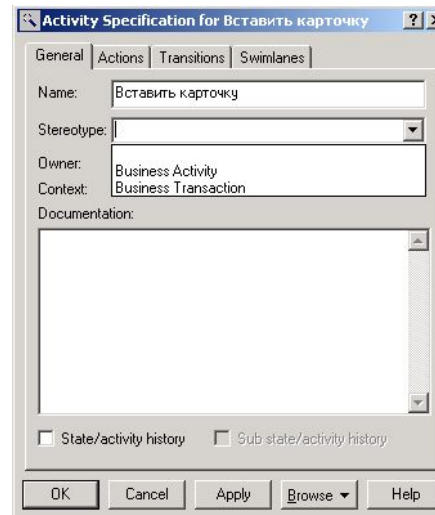 Activity Specification for Вставить карточку
General Actions Transitions Swimlanes
Name: Вставить карточку
Stereotype:
Owner: Business Activity
Context: Business Transaction
Documentation:
State/activity history Sub state/activity history
OK Cancel Apply Browse Help